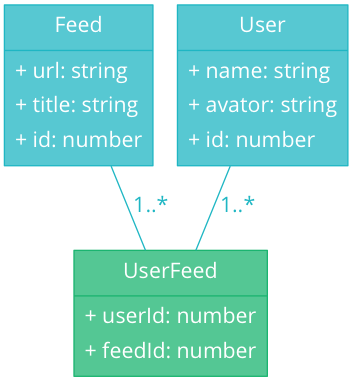 Feed
+ url: string
+ title: string
+ id: number
User
+ name: string
+ avator: string
+ id: number
1..*
1..*
UserFeed
+ userId: number
+ feedId: number